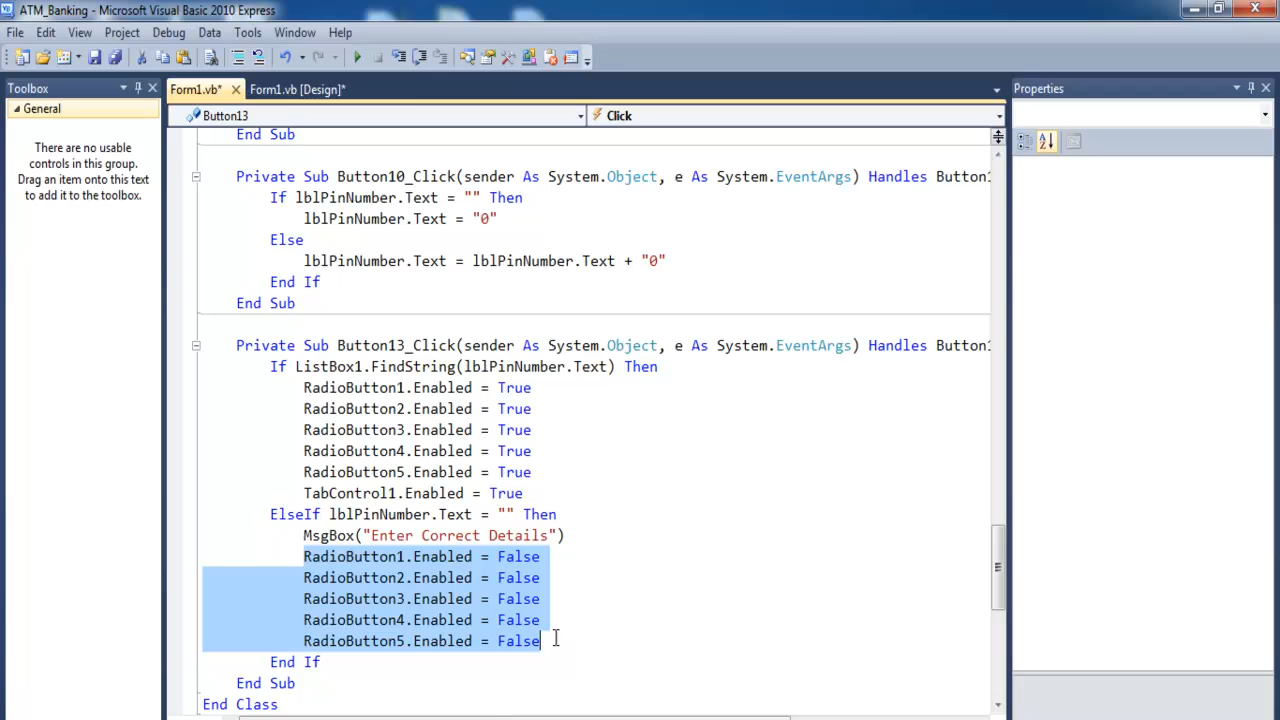 ATM_Banking - Microsoft Visual Basic 2010 Express
File Edit View Project Debug Data Tools Window Help
Toolbox
General
There are no usable
controls in this group.
Drag an item onto this text
to add it to the toolbox.
Form1.vb* Form1.vb [Design]*
Button13 Click
End Sub
Private Sub Button10_Click(sender As System.Object, e As System.EventArgs) Handles Button1
If lblPinNumber.Text = "" Then
lblPinNumber.Text = "0"
Else
lblPinNumber.Text = lblPinNumber.Text + "0"
End If
End Sub
Private Sub Button13_Click(sender As System.Object, e As System.EventArgs) Handles Button1
If ListBox1.FindString(lblPinNumber.Text) Then
RadioButton1.Enabled = True
RadioButton2.Enabled = True
RadioButton3.Enabled = True
RadioButton4.Enabled = True
RadioButton5.Enabled = True
TabControl1.Enabled = True
ElseIf lblPinNumber.Text = "" Then
MsgBox("Enter Correct Details")
RadioButton1.Enabled = False
RadioButton2.Enabled = False
RadioButton3.Enabled = False
RadioButton4.Enabled = False
RadioButton5.Enabled = False
End If
End Sub
End Class
Properties